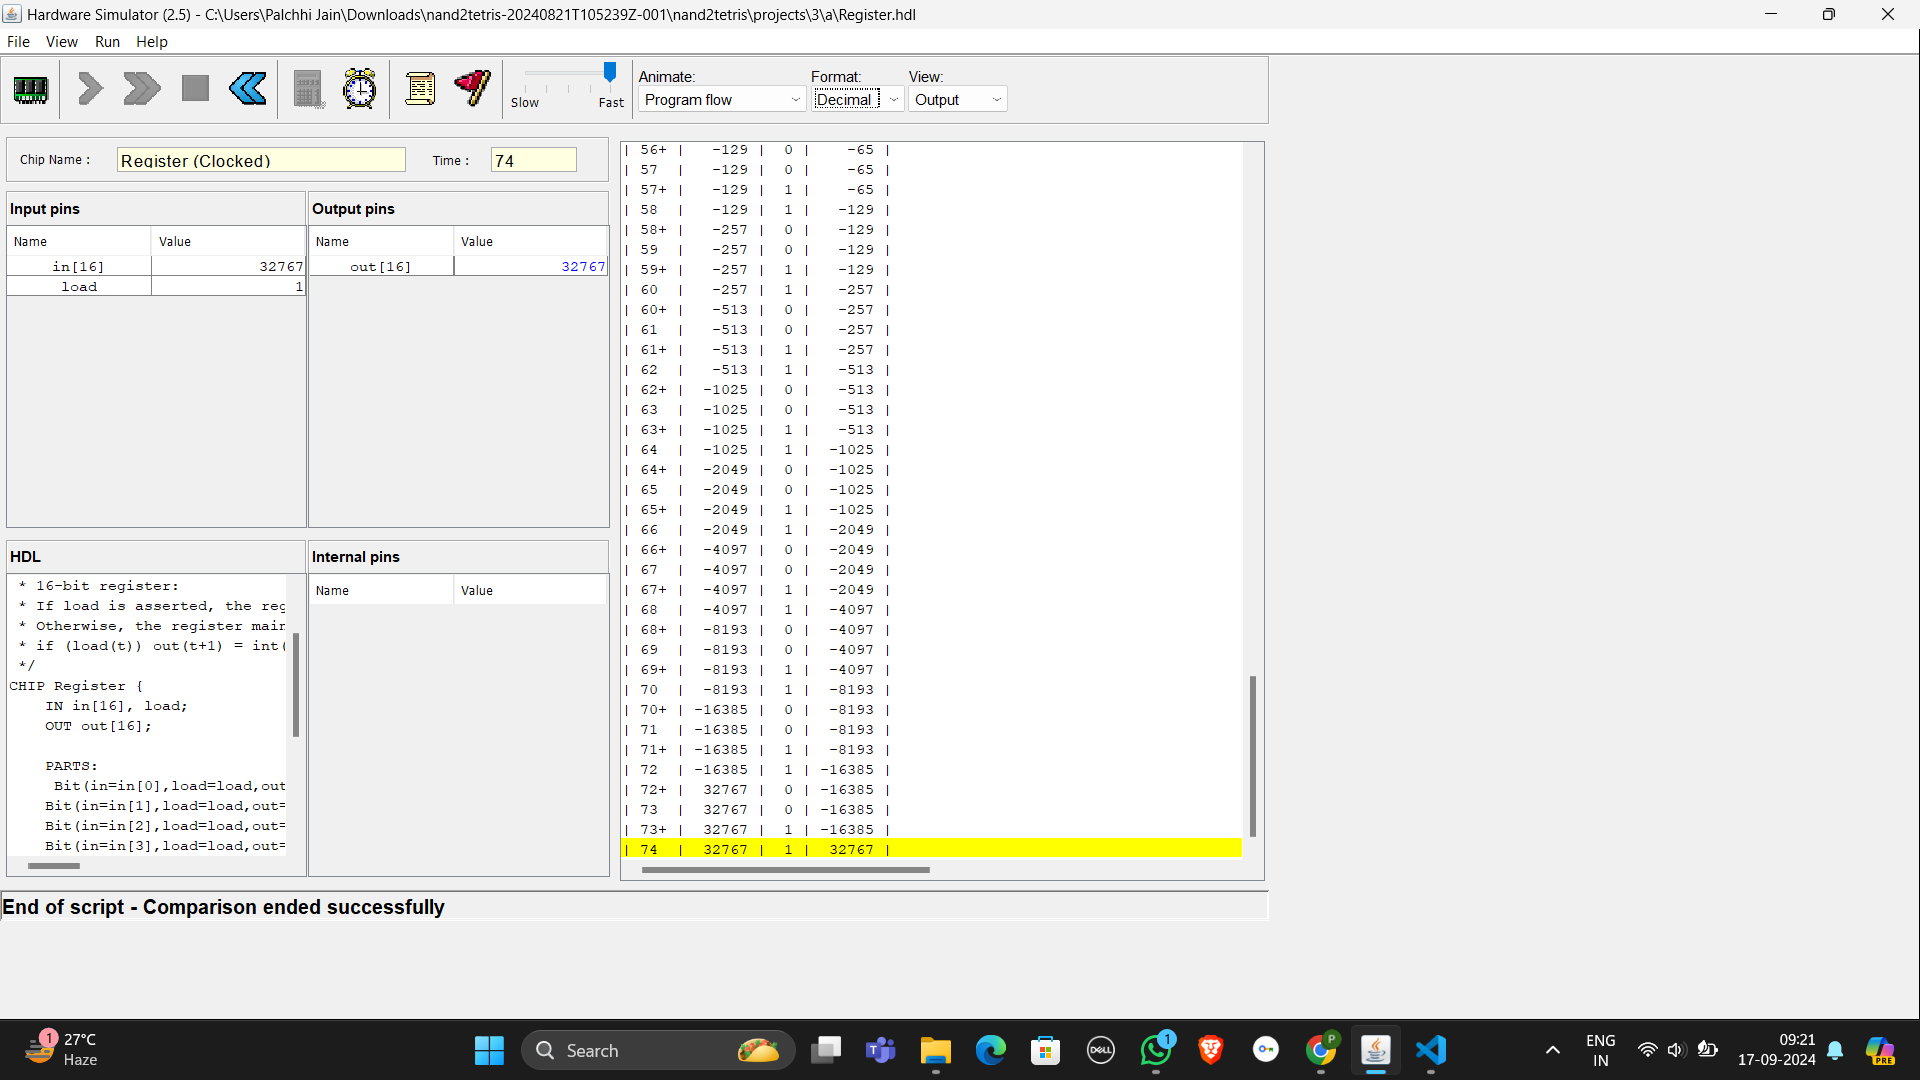 Hardware Simulator (2.5) - C:\Users\Palchhi Jain\Downloads\nand2tetris-20240821T105239Z-001\nand2tetris\projects\3\a\Register.hdl
File View Run Help
Slow Fast
Animate: Format: View:
Program flow Decimal Output
Chip Name : Register (Clocked) Time : 74
Input pins
Name Value
in[16] 32767
load 1
Output pins
Name Value
out[16] 32767
HDL
* 16-bit register:
* If load is asserted, the reg
* Otherwise, the register main
* if (load(t)) out(t+1) = int(
*/
CHIP Register {
IN in[16], load;
OUT out[16];
PARTS:
Bit(in=in[0],load=load,out
Bit(in=in[1],load=load,out=
Bit(in=in[2],load=load,out=
Bit(in=in[3],load=load,out=
Internal pins
Name Value
| 56+ | -129 | 0 | -65 |
| 57 | -129 | 0 | -65 |
| 57+ | -129 | 1 | -65 |
| 58 | -129 | 1 | -129 |
| 58+ | -257 | 0 | -129 |
| 59 | -257 | 0 | -129 |
| 59+ | -257 | 1 | -129 |
| 60 | -257 | 1 | -257 |
| 60+ | -513 | 0 | -257 |
| 61 | -513 | 0 | -257 |
| 61+ | -513 | 1 | -257 |
| 62 | -513 | 1 | -513 |
| 62+ | -1025 | 0 | -513 |
| 63 | -1025 | 0 | -513 |
| 63+ | -1025 | 1 | -513 |
| 64 | -1025 | 1 | -1025 |
| 64+ | -2049 | 0 | -1025 |
| 65 | -2049 | 0 | -1025 |
| 65+ | -2049 | 1 | -1025 |
| 66 | -2049 | 1 | -2049 |
| 66+ | -4097 | 0 | -2049 |
| 67 | -4097 | 0 | -2049 |
| 67+ | -4097 | 1 | -2049 |
| 68 | -4097 | 1 | -4097 |
| 68+ | -8193 | 0 | -4097 |
| 69 | -8193 | 0 | -4097 |
| 69+ | -8193 | 1 | -4097 |
| 70 | -8193 | 1 | -8193 |
| 70+ | -16385 | 0 | -8193 |
| 71 | -16385 | 0 | -8193 |
| 71+ | -16385 | 1 | -8193 |
| 72 | -16385 | 1 | -16385 |
| 72+ | 32767 | 0 | -16385 |
| 73 | 32767 | 0 | -16385 |
| 73+ | 32767 | 1 | -16385 |
| 74 | 32767 | 1 | 32767 |
End of script - Comparison ended successfully
1
27°C
Haze
Search
DELL
1
P
ENG
IN
09:21
17-09-2024
PRE